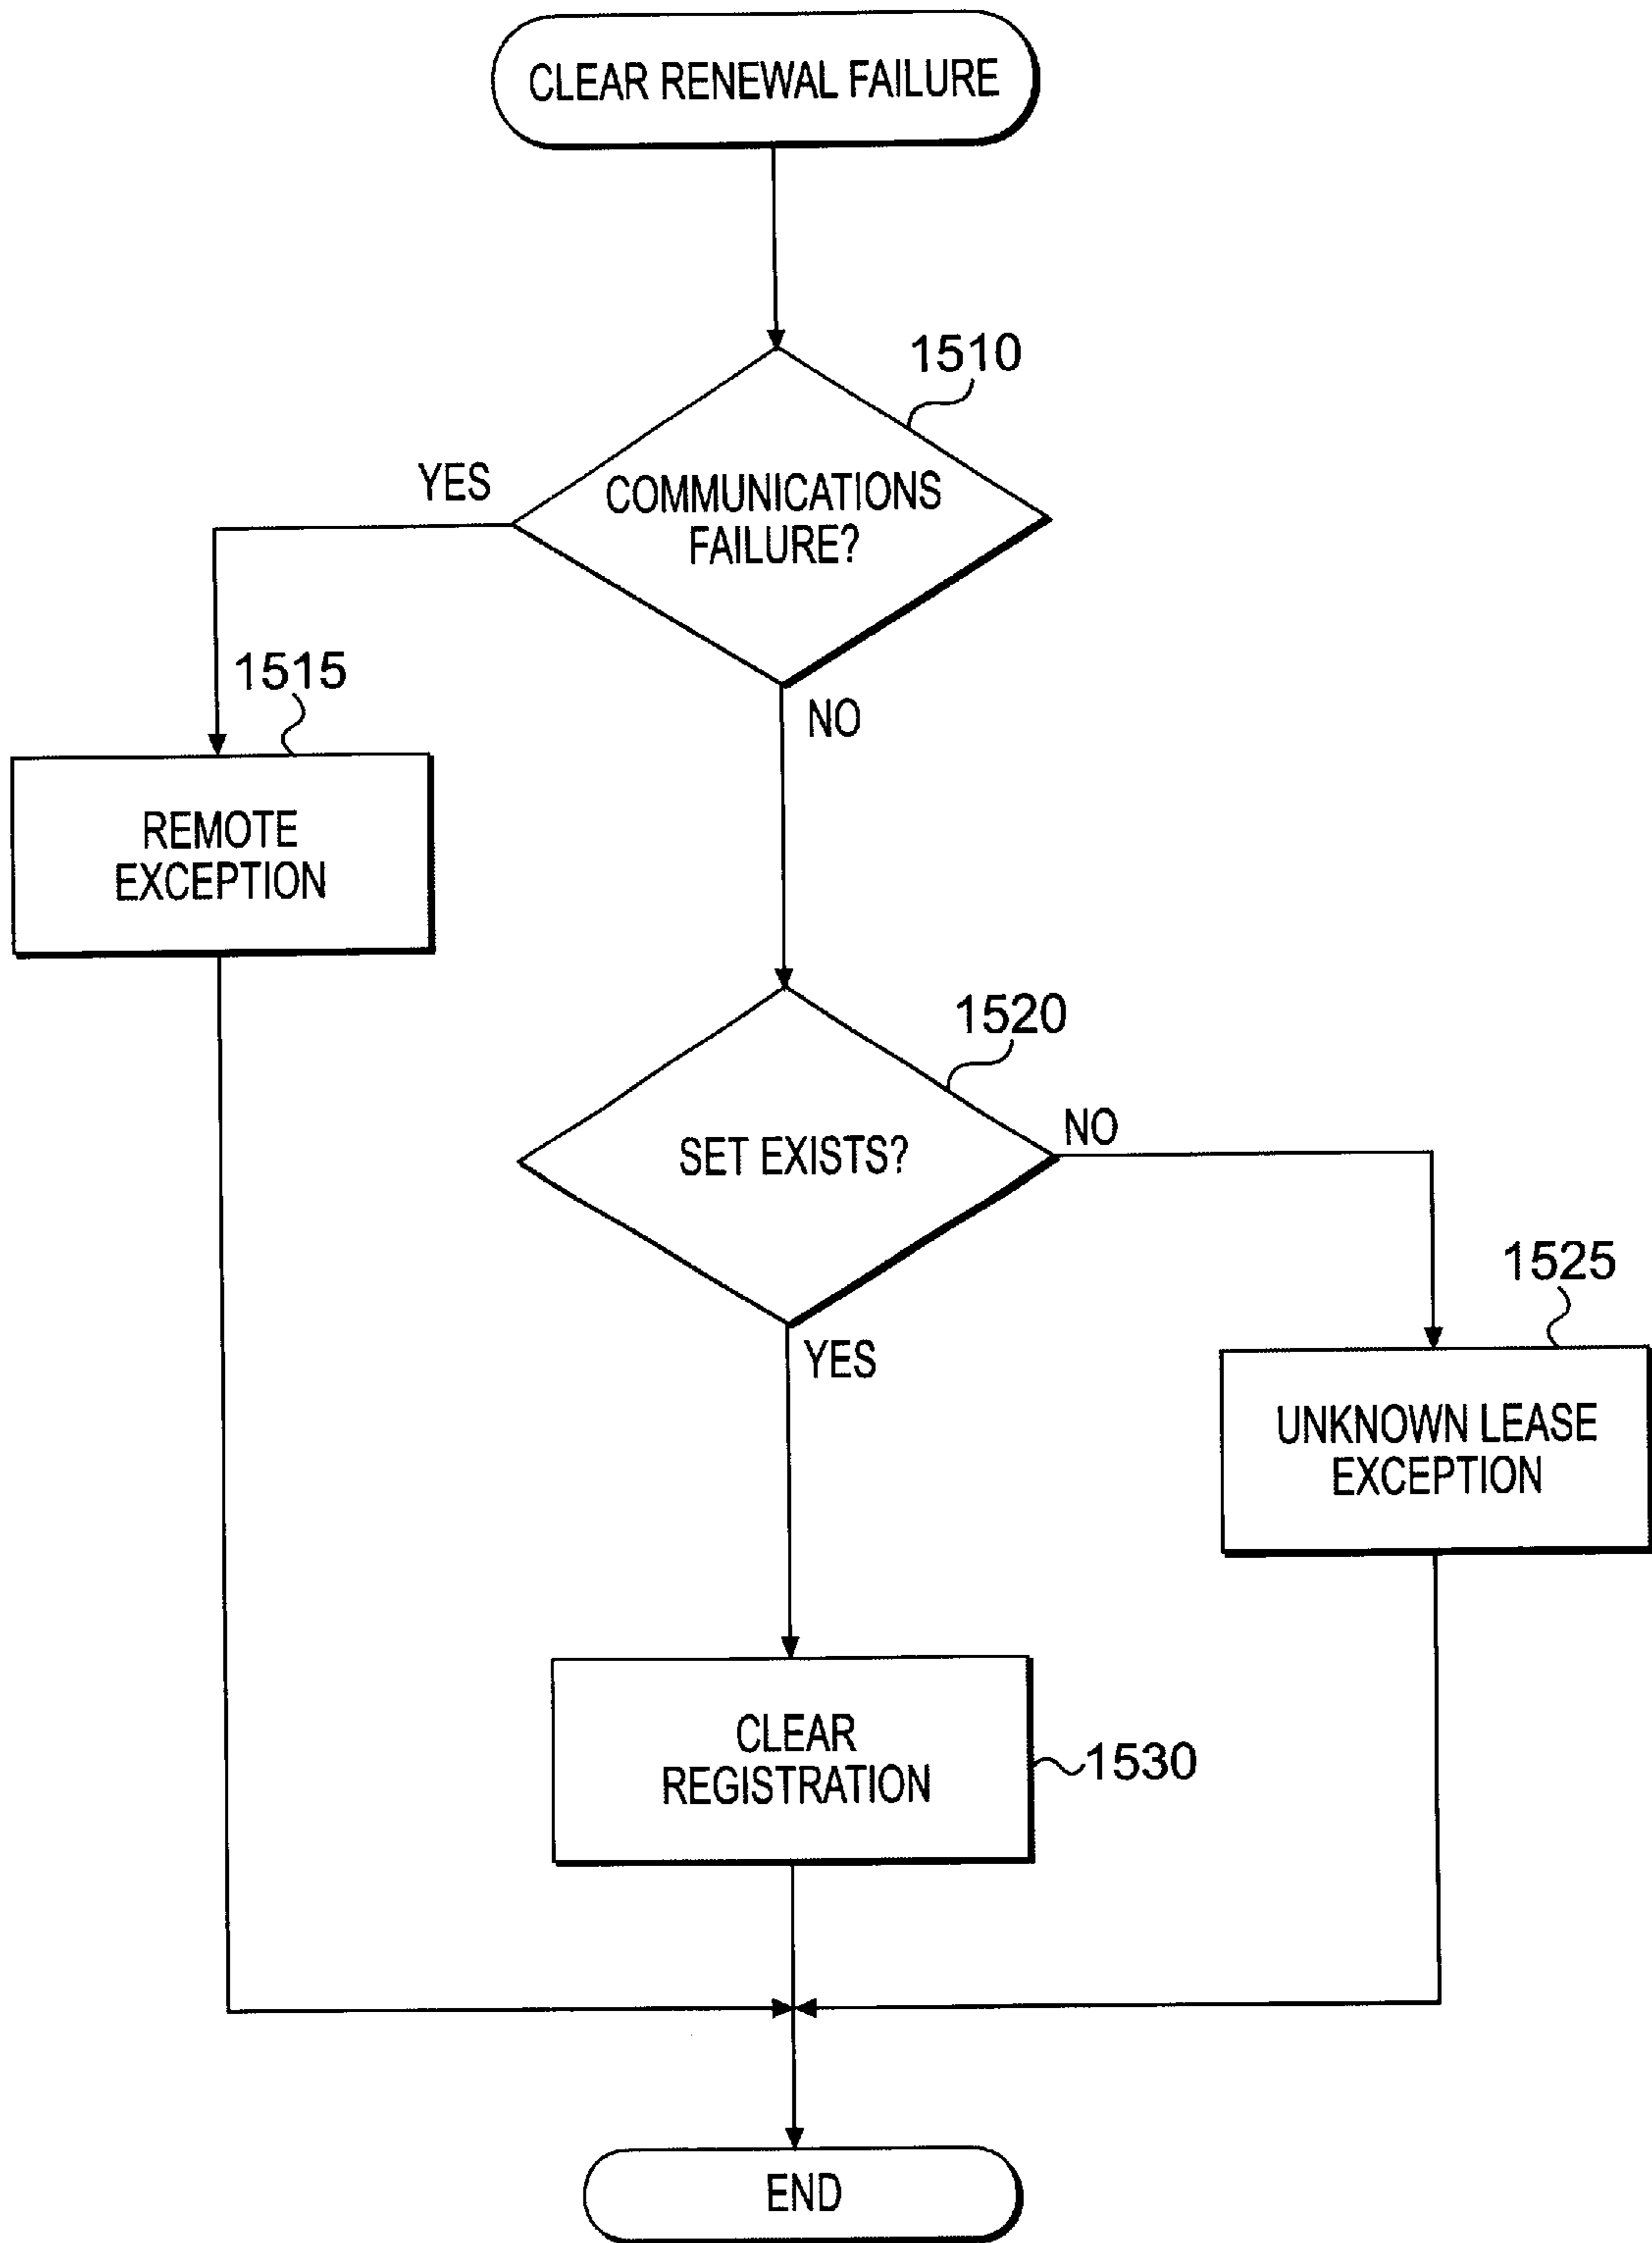 CLEAR RENEWAL FAILURE
1510
YES
COMMUNICATIONS
FAILURE?
1515
NO
REMOTE
EXCEPTION
1520
NO
SET EXISTS?
1525
YES
UNKNOWN LEASE
EXCEPTION
CLEAR
REGISTRATION
1530
END